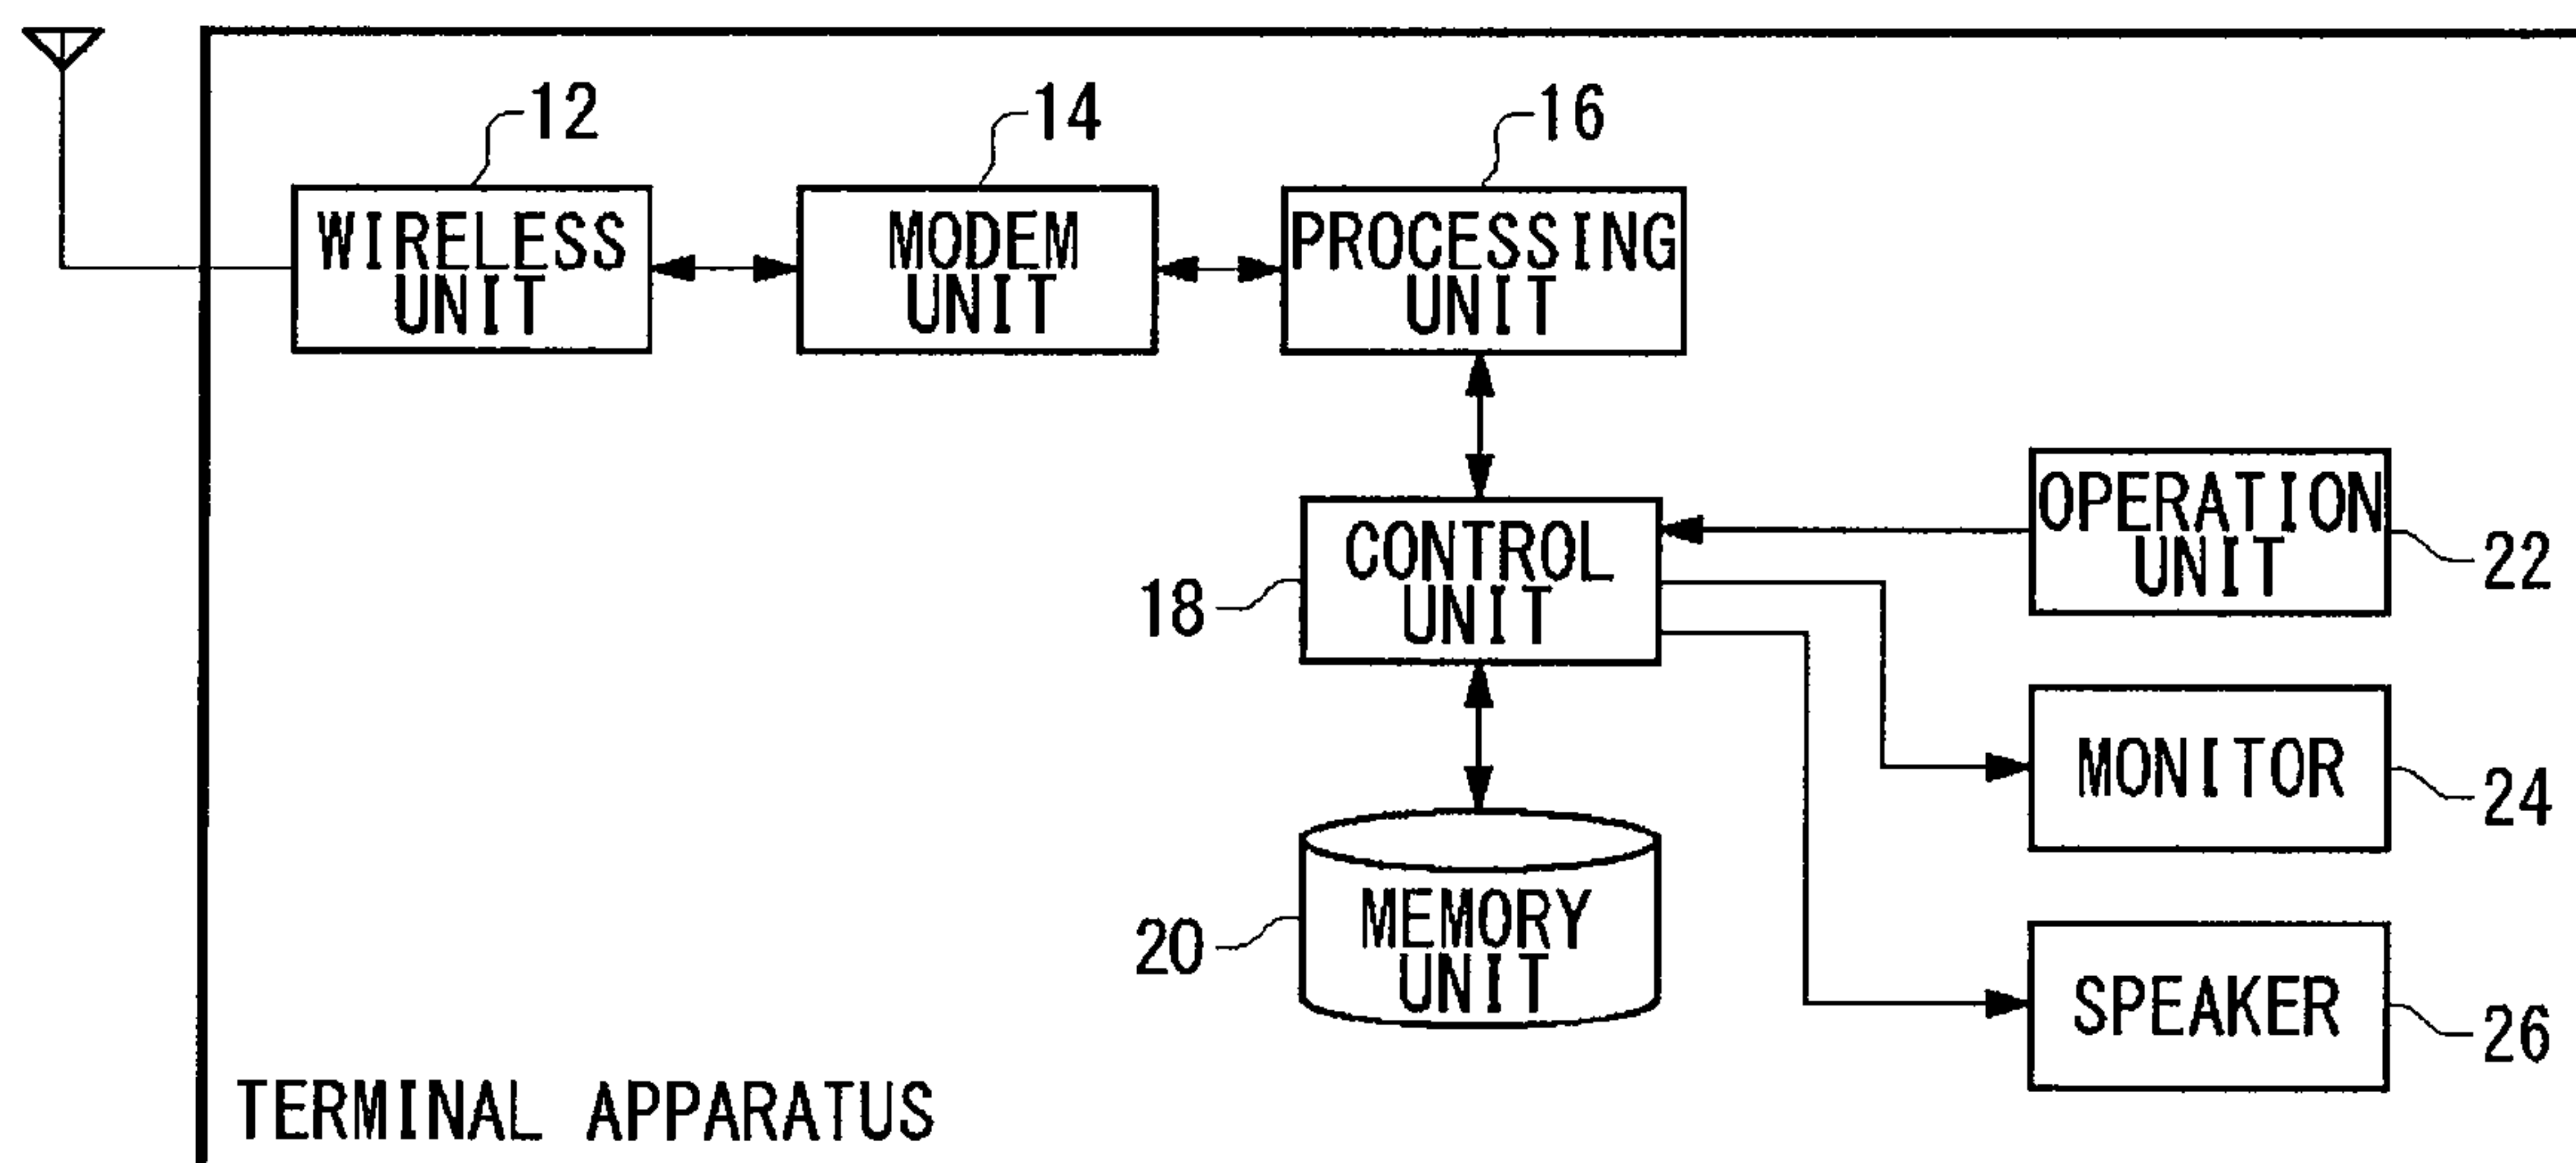 12
14
16
WIRELESS
UNIT
MODEM
UNIT
PROCESSING
UNIT
OPERATION
UNIT
22
CONTROL
UNIT
18
MONITOR
24
MEMORY
UNIT
20
SPEAKER
26
TERMINAL APPARATUS